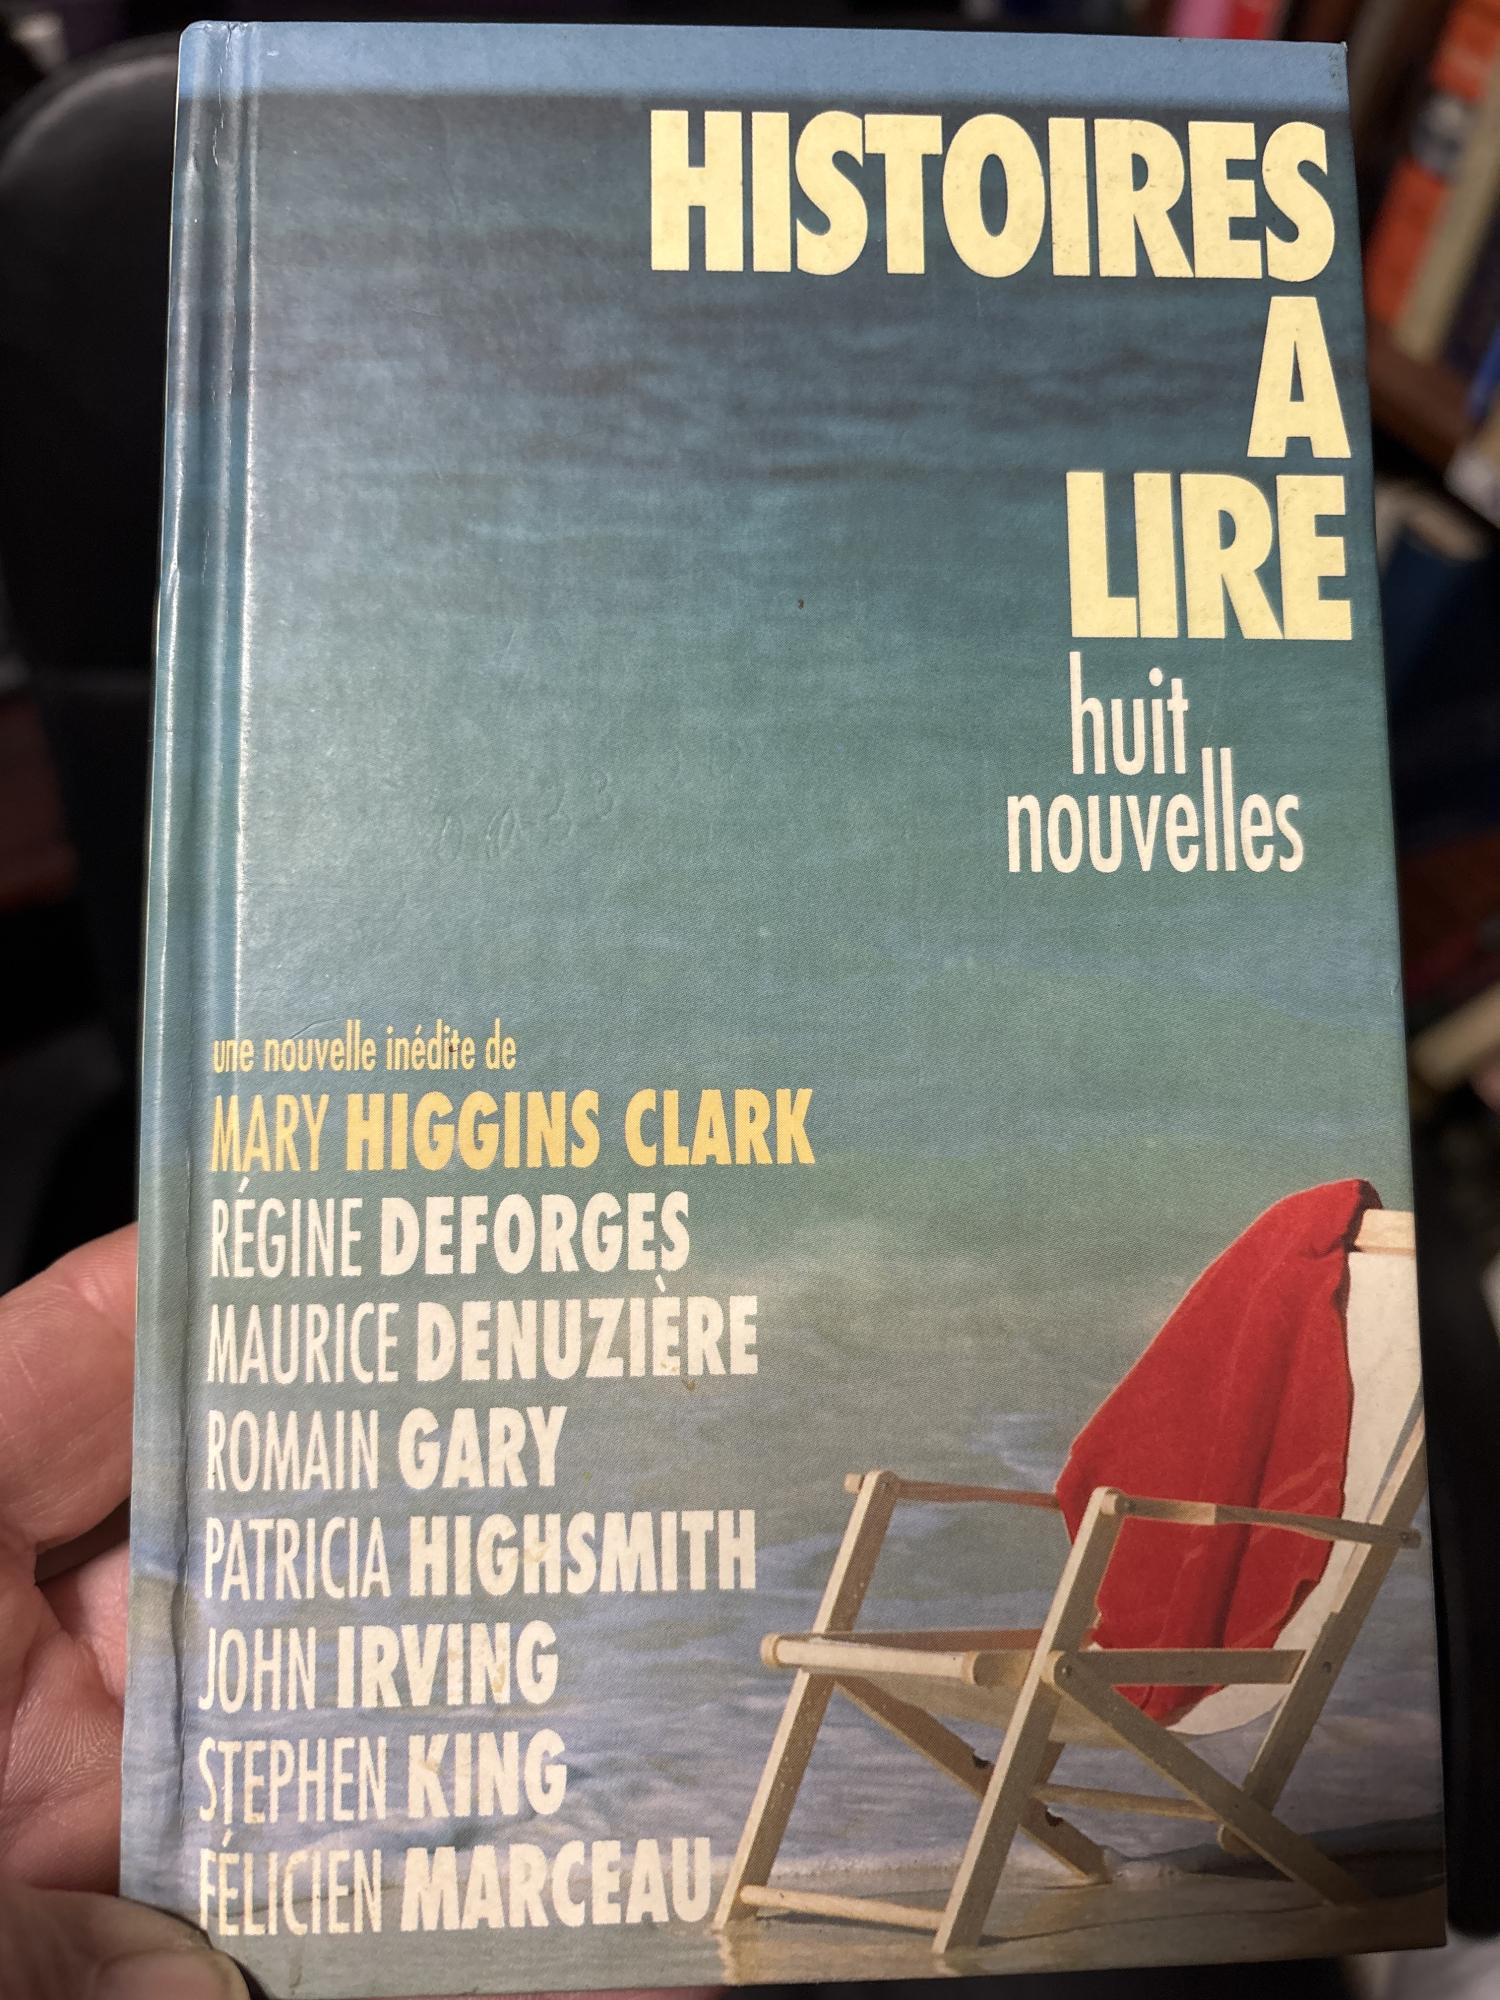 HISTOIRES
A
LIRE
huit
nouvelles
une nouvelle inédite de
MARY HIGGINS CLARK
RÉGINE DEFORGES
MAURICE DENUZIÈRE
ROMAIN GARY
PATRICIA HIGHSMITH
JOHN IRVING
STEPHEN KING
FÉLICIEN MARCEAU